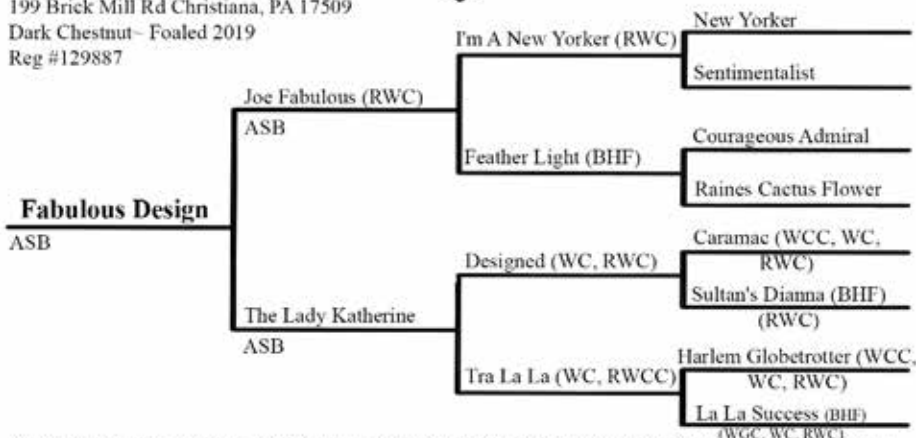 199 Brick Mill Rd Christiana, PA 17509
Dark Chestnut~ Foaled 2019
Reg #129887
New Yorker
I'm A New Yorker (RWC)
Sentimentalist
Joe Fabulous (RWC)
ASB
Courageous Admiral
Feather Light (BHF)
Raines Cactus Flower
Fabulous Design
ASB
Caramac (WCC, WC,
RWC)
Designed (WC, RWC)
Sultan's Dianna (BHF)
(RWC)
The Lady Katherine
ASB
Harlem Globetrotter (WCC,
WC, RWC)
Tra La La (WC, RWCC)
La La Success (BHF)
(WGC, WC, RWC)